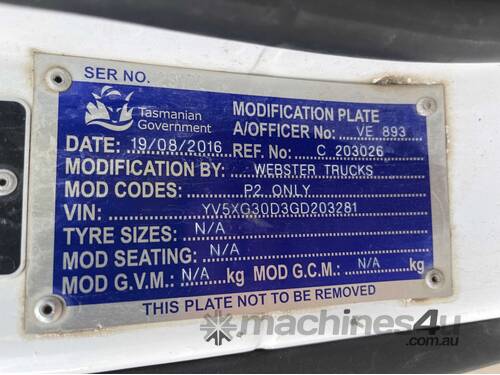 SER NO.
Tasmanian
Government
MODIFICATION PLATE
A/OFFICER No: VE 893
DATE: 19/08/2016 REF. No: C 203026
MODIFICATION BY: WEBSTER TRUCKS
MOD CODES: P2 ONLY
VIN: YV5XG30D3GD203281
TYRE SIZES: N/A
MOD SEATING: N/A
MOD G.V.M: N/A kg MOD G.C.M: N/A kg
THIS PLATE NOT TO BE REMOVED
machines4u
.com.au